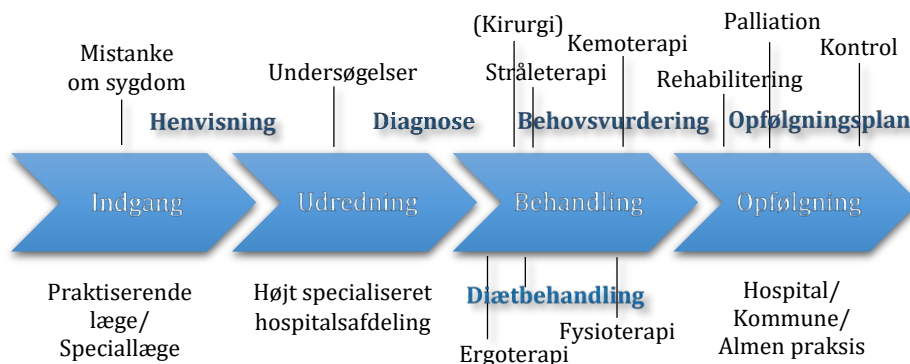 Mistanke
om sygdom
Undersøgelser
(Kirurgi)
Stråleterapi
Kemoterapi
Palliation
Rehabilitering
Kontrol
Henvisning
Diagnose
Behovsvurdering
Opfølgningsplan
Indgang
Udredning
Behandling
Opfølgning
Praktiserende
læge/
Speciallæge
Højt specialiseret
hospitalsafdeling
Diætbehandling
Ergoterapi
Fysioterapi
Hospital/
Kommune/
Almen praksis